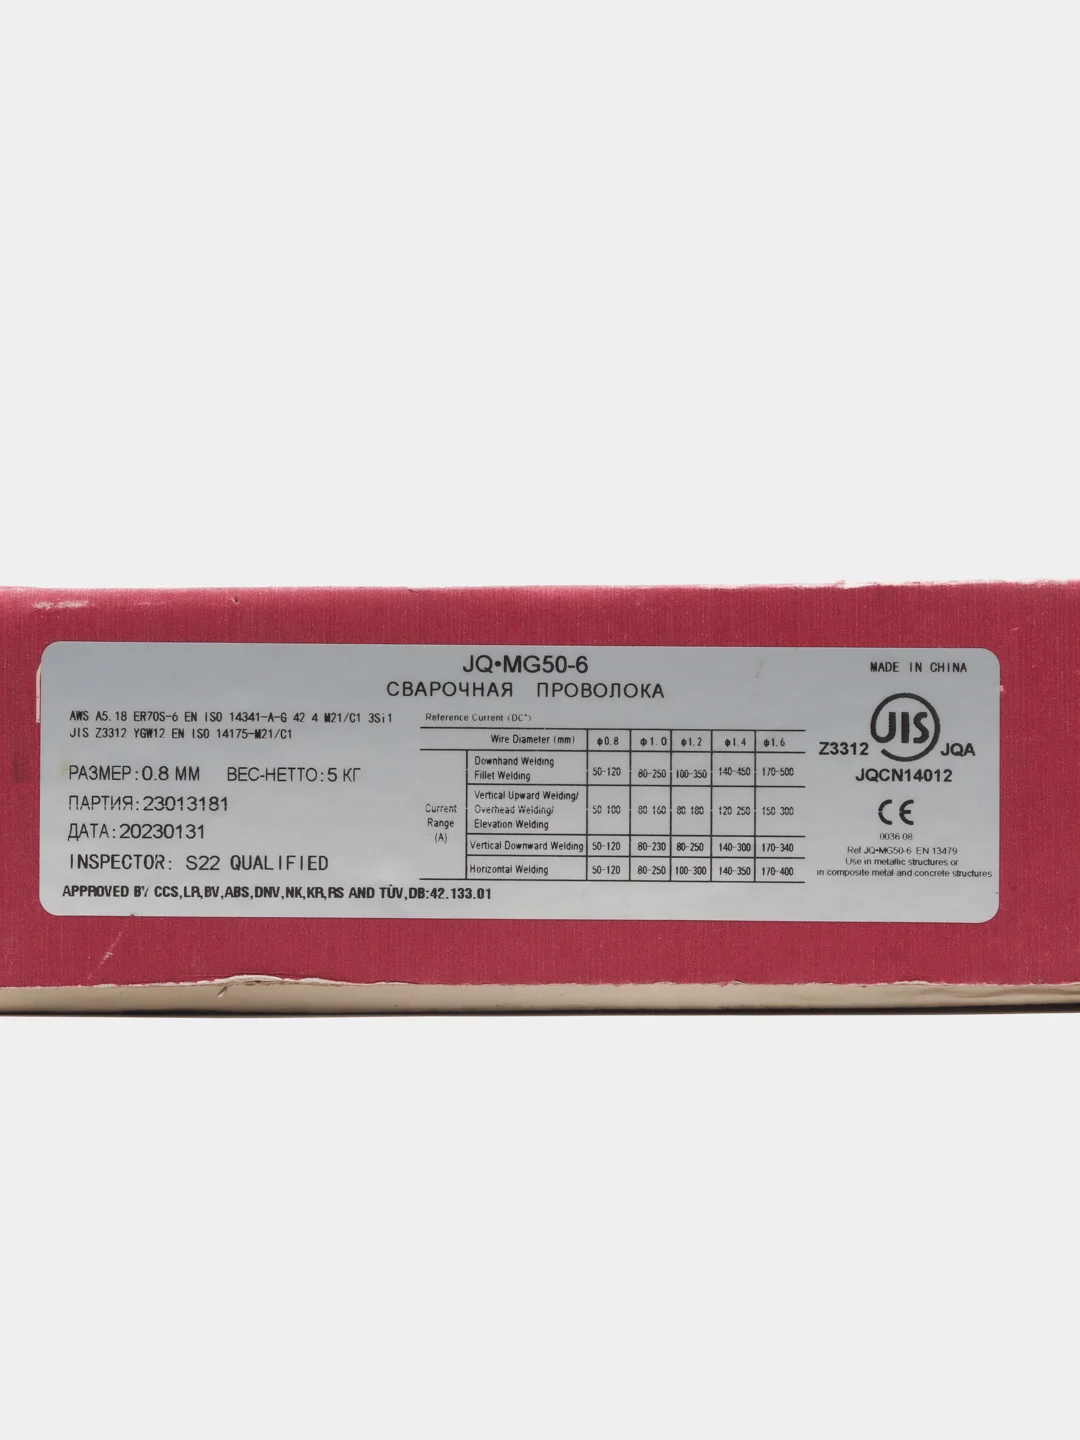 JQ•MG50-6
СВАРОЧНАЯ ПРОВОЛОКА
MADE IN CHINA
AWS A5.18 ER70S-6 EN ISO 14341-A-G 42 4 M21/C1 3Si1
JIS Z3312 YGW12 EN ISO 14175-M21/C1
РАЗМЕР:0.8 ММ ВЕС-НЕТТО:5 КГ
ПАРТИЯ:23013181
ДАТА:20230131
INSPECTOR: S22 QUALIFIED
APPROVED BY CCS,LR,BV,ABS,DNV,NK,KR,RS AND TÜV,DB:42.133.01
Reference Current (DC⁺)
Wire Diameter (mm) φ0.8 φ1.0 φ1.2 φ1.4 φ1.6
Current
Range
(A)
Downhand Welding
Fillet Welding 50-120 80-250 100-350 140-450 170-500
Vertical Upward Welding/
Overhead Welding/ 50 100 80 160 80 180 120 250 150 300
Elevation Welding
Vertical Downward Welding 50-120 80-230 80-250 140-300 170-340
Horizontal Welding 50-120 80-250 100-300 140-350 170-400
JIS
Z3312 JQA
JQCN14012
CE
0036 08
Ref JQ•MG50-6 EN 13479
Use in metallic structures or
in composite metal and concrete structures